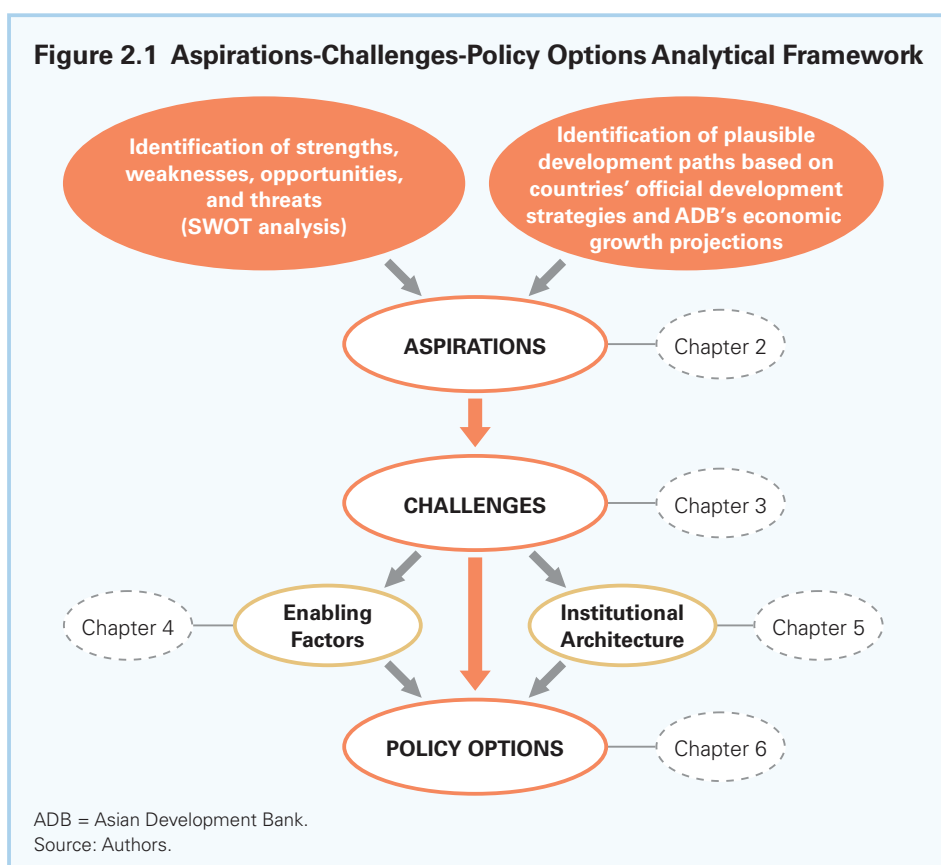 Figure 2.1 Aspirations-Challenges-Policy Options Analytical Framework
Identification of strengths,
weaknesses, opportunities,
and threats
(SWOT analysis)
Identification of plausible
development paths based on
countries’ official development
strategies and ADB’s economic
growth projections
ASPIRATIONS
Chapter 2
CHALLENGES
Chapter 3
Chapter 4
Enabling
Factors
Institutional
Architecture
Chapter 5
POLICY OPTIONS
Chapter 6
ADB = Asian Development Bank.
Source: Authors.